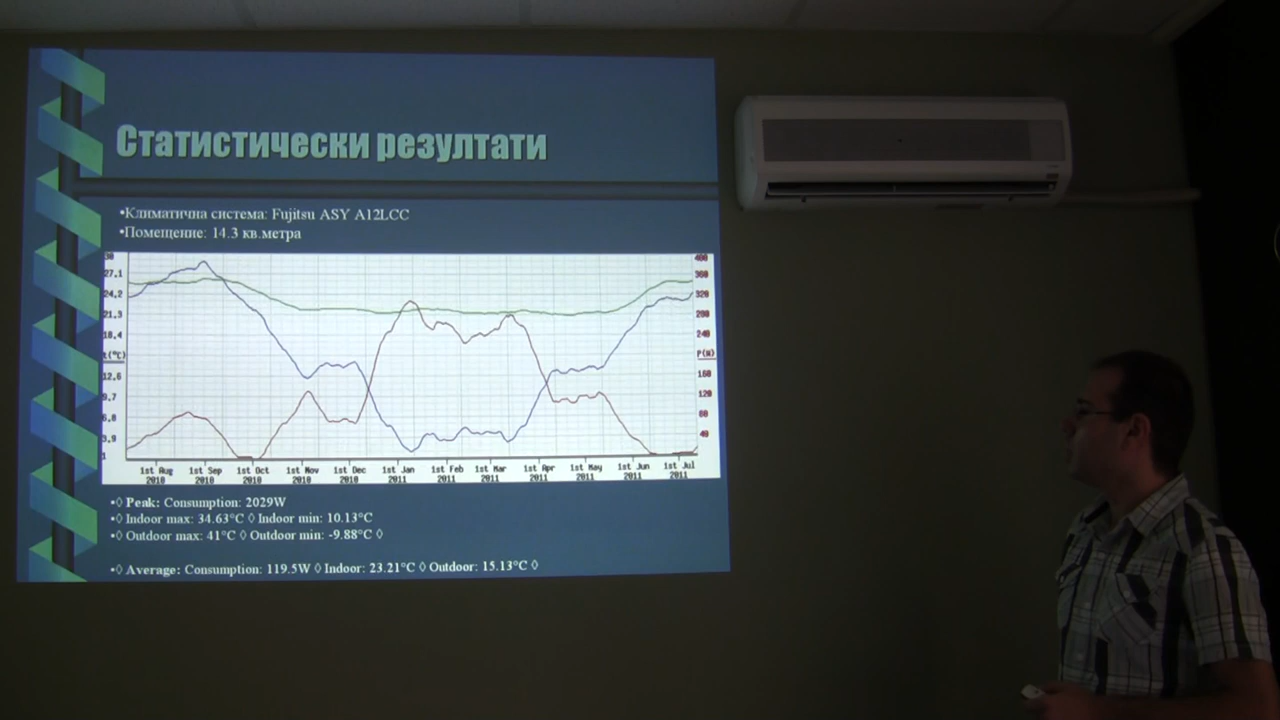 Статистически резултати
•Климатична система: Fujitsu ASY A12LCC
•Помещение: 14.3 кв.метра
30
27,1
24,2
21,3
18,4
t(°C)
12,6
9,7
6,8
3,9
1
400
360
320
280
240
P(W)
160
120
80
40
1st Aug 2010
1st Sep 2010
1st Oct 2010
1st Nov 2010
1st Dec 2010
1st Jan 2011
1st Feb 2011
1st Mar 2011
1st Apr 2011
1st May 2011
1st Jun 2011
1st Jul 2011
•◊ Peak: Consumption: 2029W
•◊ Indoor max: 34.63°C ◊ Indoor min: 10.13°C
•◊ Outdoor max: 41°C ◊ Outdoor min: -9.88°C ◊
•◊ Average: Consumption: 119.5W ◊ Indoor: 23.21°C ◊ Outdoor: 15.13°C ◊